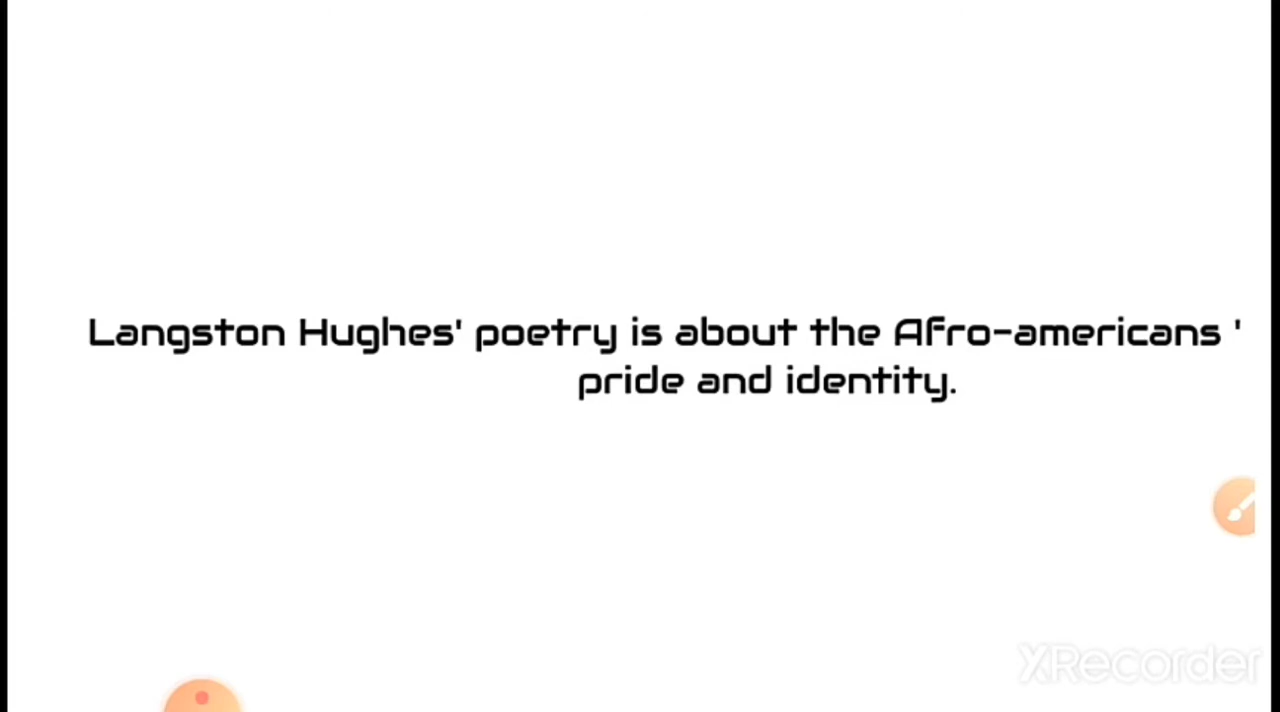 Langston Hughes' poetry is about the Afro-americans '
pride and identity.
XRecorder